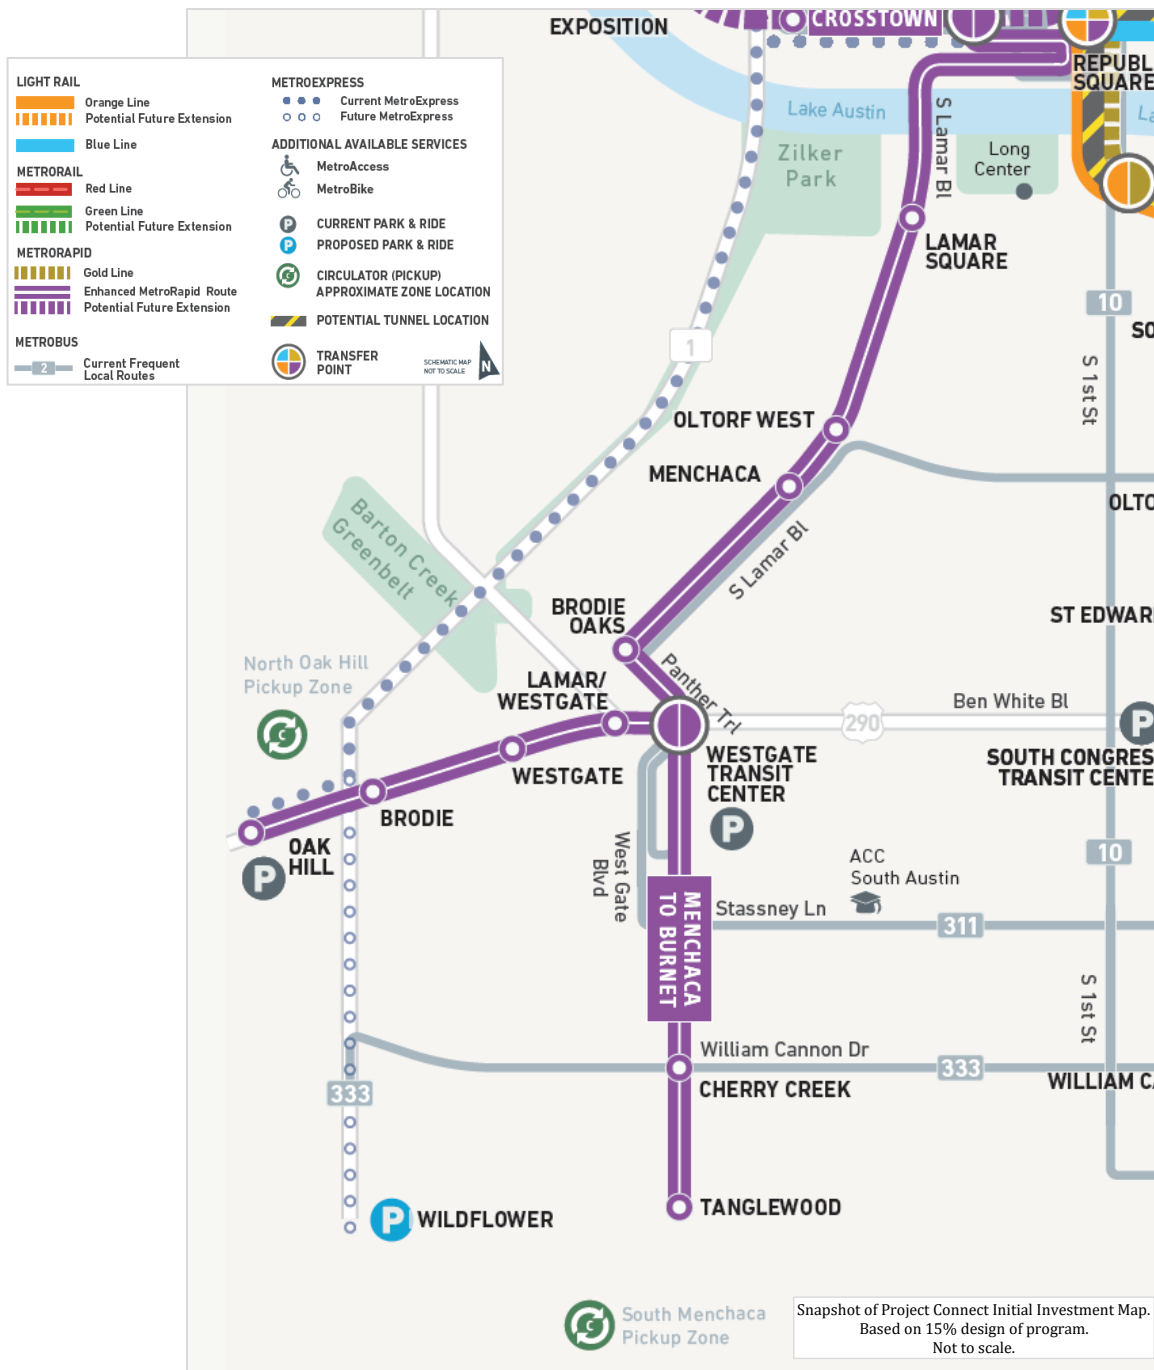 EXPOSITION
CROSSTOWN
REPUBL
SQUARE
LIGHT RAIL
Orange Line
Potential Future Extension
Blue Line
METRORAIL
Red Line
Green Line
Potential Future Extension
METRORAPID
Gold Line
Enhanced MetroRapid Route
Potential Future Extension
METROBUS
2
Current Frequent
Local Routes
METROEXPRESS
Current MetroExpress
Future MetroExpress
ADDITIONAL AVAILABLE SERVICES
MetroAccess
MetroBike
P
CURRENT PARK & RIDE
P
PROPOSED PARK & RIDE
C
CIRCULATOR (PICKUP)
APPROXIMATE ZONE LOCATION
POTENTIAL TUNNEL LOCATION
TRANSFER
POINT
SCHEMATIC MAP
NOT TO SCALE
N
Lake Austin
La
S Lamar Bl
Zilker
Park
Long
Center
LAMAR
SQUARE
10
SO
1
S 1st St
OLTORF WEST
MENCHACA
OLTO
Barton Creek
Greenbelt
S Lamar Bl
BRODIE
OAKS
ST EDWAR
North Oak Hill
Pickup Zone
C
LAMAR/
WESTGATE
Panther Trl
Ben White Bl
290
P
WESTGATE
TRANSIT
CENTER
P
SOUTH CONGRES
TRANSIT CENTE
WESTGATE
BRODIE
OAK
HILL
P
West Gate
Blvd
ACC
South Austin
10
MENCHACA
TO BURNET
Stassney Ln
311
S 1st St
William Cannon Dr
333
CHERRY CREEK
WILLIAM CA
333
P
WILDFLOWER
TANGLEWOOD
C
South Menchaca
Pickup Zone
Snapshot of Project Connect Initial Investment Map.
Based on 15% design of program.
Not to scale.